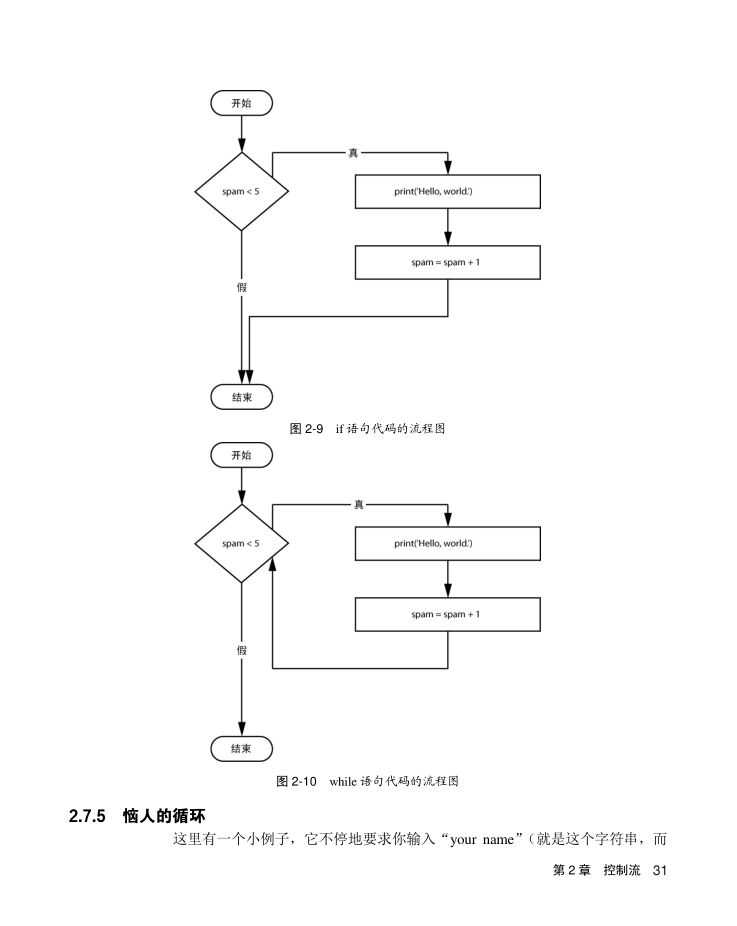 开始
真
spam < 5
print('Hello, world.')
spam = spam + 1
假
结束
图 2-9 if 语句代码的流程图
开始
真
spam < 5
print('Hello, world.')
spam = spam + 1
假
结束
图 2-10 while 语句代码的流程图
2.7.5 恼人的循环
这里有一个小例子，它不停地要求你输入“your name”（就是这个字符串，而
第 2 章 控制流 31